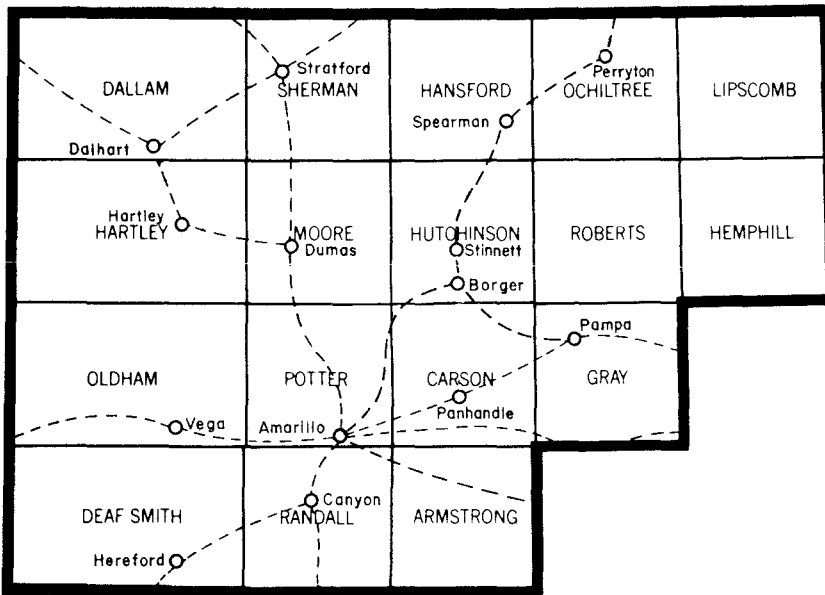 Stratford
Perryton
DALLAM
SHERMAN
HANSFORD
OCHILTREE
LIPSCOMB
Spearman
Dalhart
Hartley
HARTLEY
MOORE
Dumas
HUTCHINSON
Stinnett
ROBERTS
HEMPHILL
Borger
Pampa
OLDHAM
POTTER
CARSON
GRAY
Panhandle
Vega
Amarillo
Canyon
DEAF SMITH
RANDALL
ARMSTRONG
Hereford